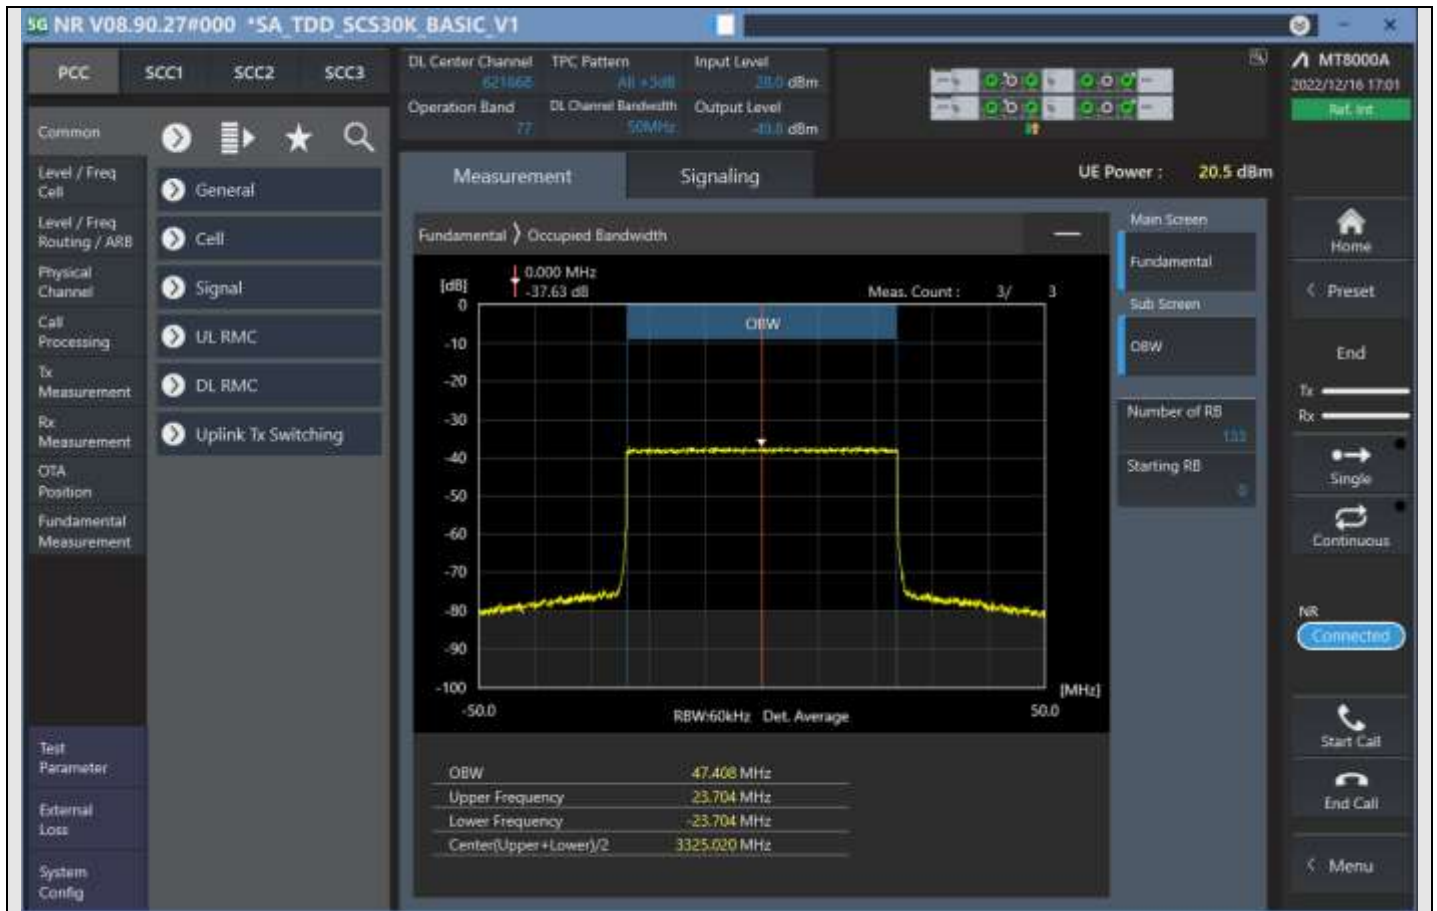 5G NR V08.90.27#000 *SA_TDD_SCS30K_BASIC_V1
PCC SCC1 SCC2 SCC3
DL Center Channel TPC Pattern Input Level
All +3dB dBm
Operation Band DL Channel Bandwidth Output Level
77 50MHz dBm
MT8000A
2022/12/16 17:01
Ref. Int
Common
Level / Freq
Cell
Level / Freq
Routing / ARB
Physical
Channel
Call
Processing
Tx
Measurement
Rx
Measurement
OTA
Position
Fundamental
Measurement
Test
Parameter
External
Loss
System
Config
General
Cell
Signal
UL RMC
DL RMC
Uplink Tx Switching
Measurement Signaling
UE Power : 20.5 dBm
Fundamental Occupied Bandwidth
[dB]
0.000 MHz
-37.63 dB
Meas. Count : 3/ 3
OBW
0
-10
-20
-30
-40
-50
-60
-70
-80
-90
-100
[MHz]
-50.0 RBW:60kHz Det. Average 50.0
OBW 47.408 MHz
Upper Frequency 23.704 MHz
Lower Frequency -23.704 MHz
Center(Upper+Lower)/2 3325.020 MHz
Main Screen
Fundamental
Sub Screen
OBW
Number of RB
133
Starting RB
0
Home
Preset
End
Tx
Rx
Single
Continuous
NR
Connected
Start Call
End Call
Menu